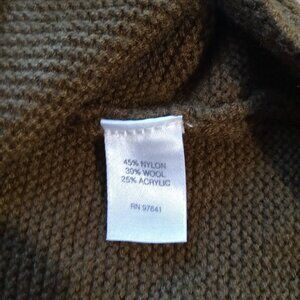 45% NYLON
30% WOOL
25% ACRYLIC
RN 97641